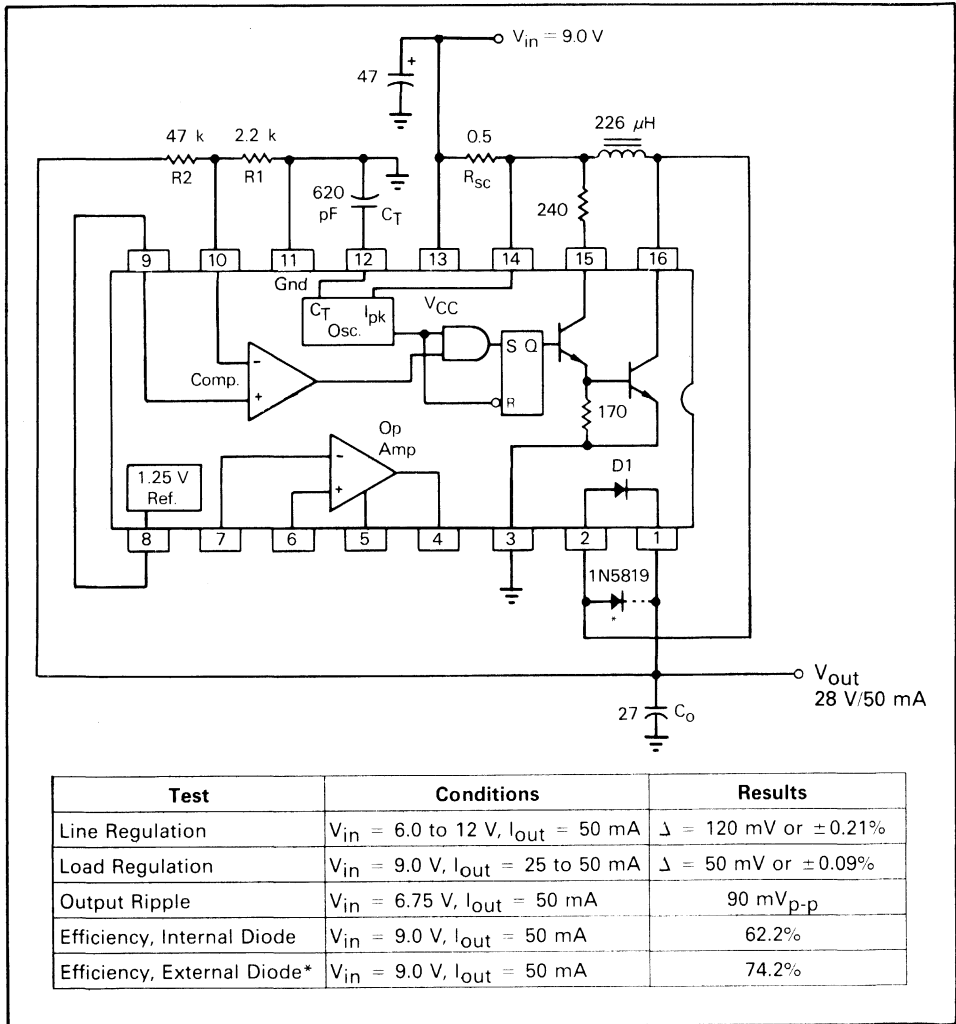 V_in = 9.0 V
47
+
47 k
2.2 k
R2
R1
620 pF
C_T
0.5
R_sc
226 μH
240
9
10
11
12
13
14
15
16
Gnd
C_T
I_pk
Osc.
V_CC
S Q
R
Comp.
-
+
170
Op Amp
-
+
D1
1.25 V
Ref.
8
7
6
5
4
3
2
1
1N5819
*
V_out
28 V/50 mA
27
C_o
Test Conditions Results
Line Regulation V_in = 6.0 to 12 V, I_out = 50 mA Δ = 120 mV or ±0.21%
Load Regulation V_in = 9.0 V, I_out = 25 to 50 mA Δ = 50 mV or ±0.09%
Output Ripple V_in = 6.75 V, I_out = 50 mA 90 mV_p-p
Efficiency, Internal Diode V_in = 9.0 V, I_out = 50 mA 62.2%
Efficiency, External Diode* V_in = 9.0 V, I_out = 50 mA 74.2%